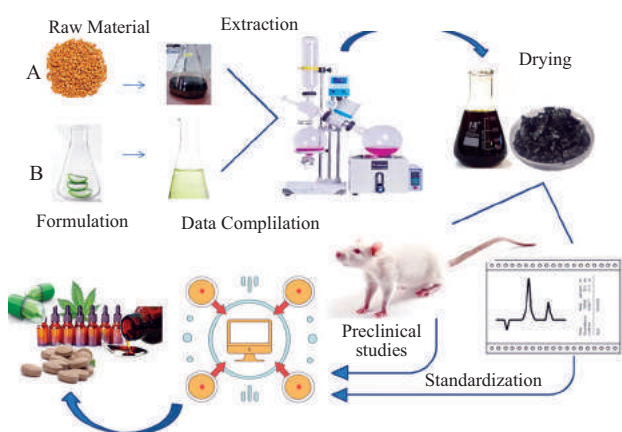 Raw Material
Extraction
Drying
A
B
Formulation
Data Complilation
Preclinical
studies
Standardization